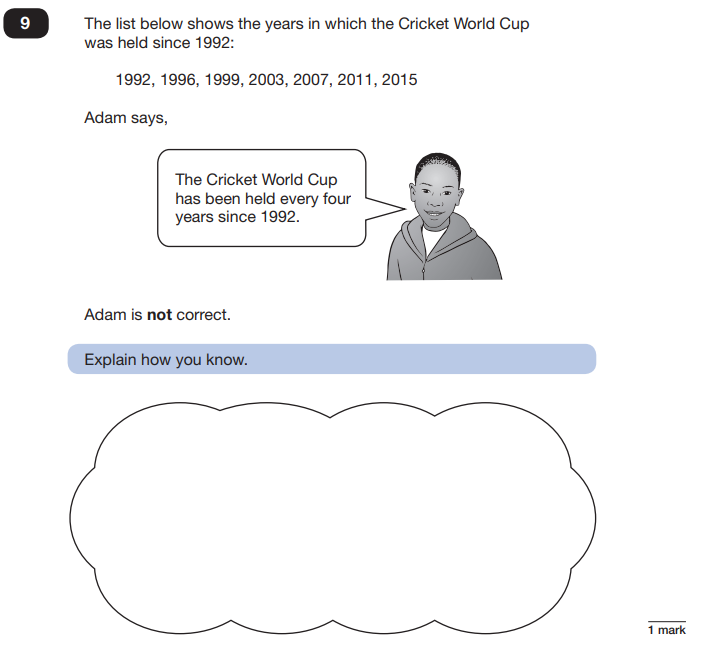 9
The list below shows the years in which the Cricket World Cup
was held since 1992:
1992, 1996, 1999, 2003, 2007, 2011, 2015
Adam says,
The Cricket World Cup
has been held every four
years since 1992.
Adam is not correct.
Explain how you know.
1 mark